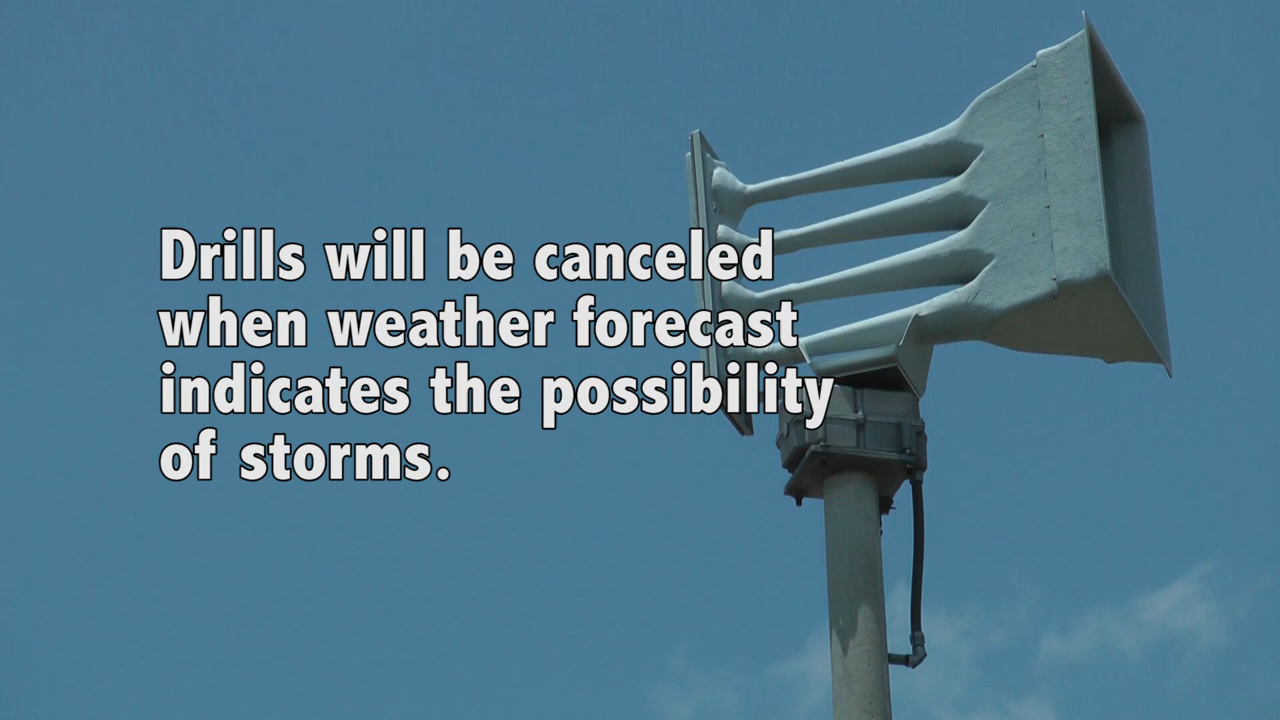 Drills will be canceled
when weather forecast
indicates the possibility
of storms.